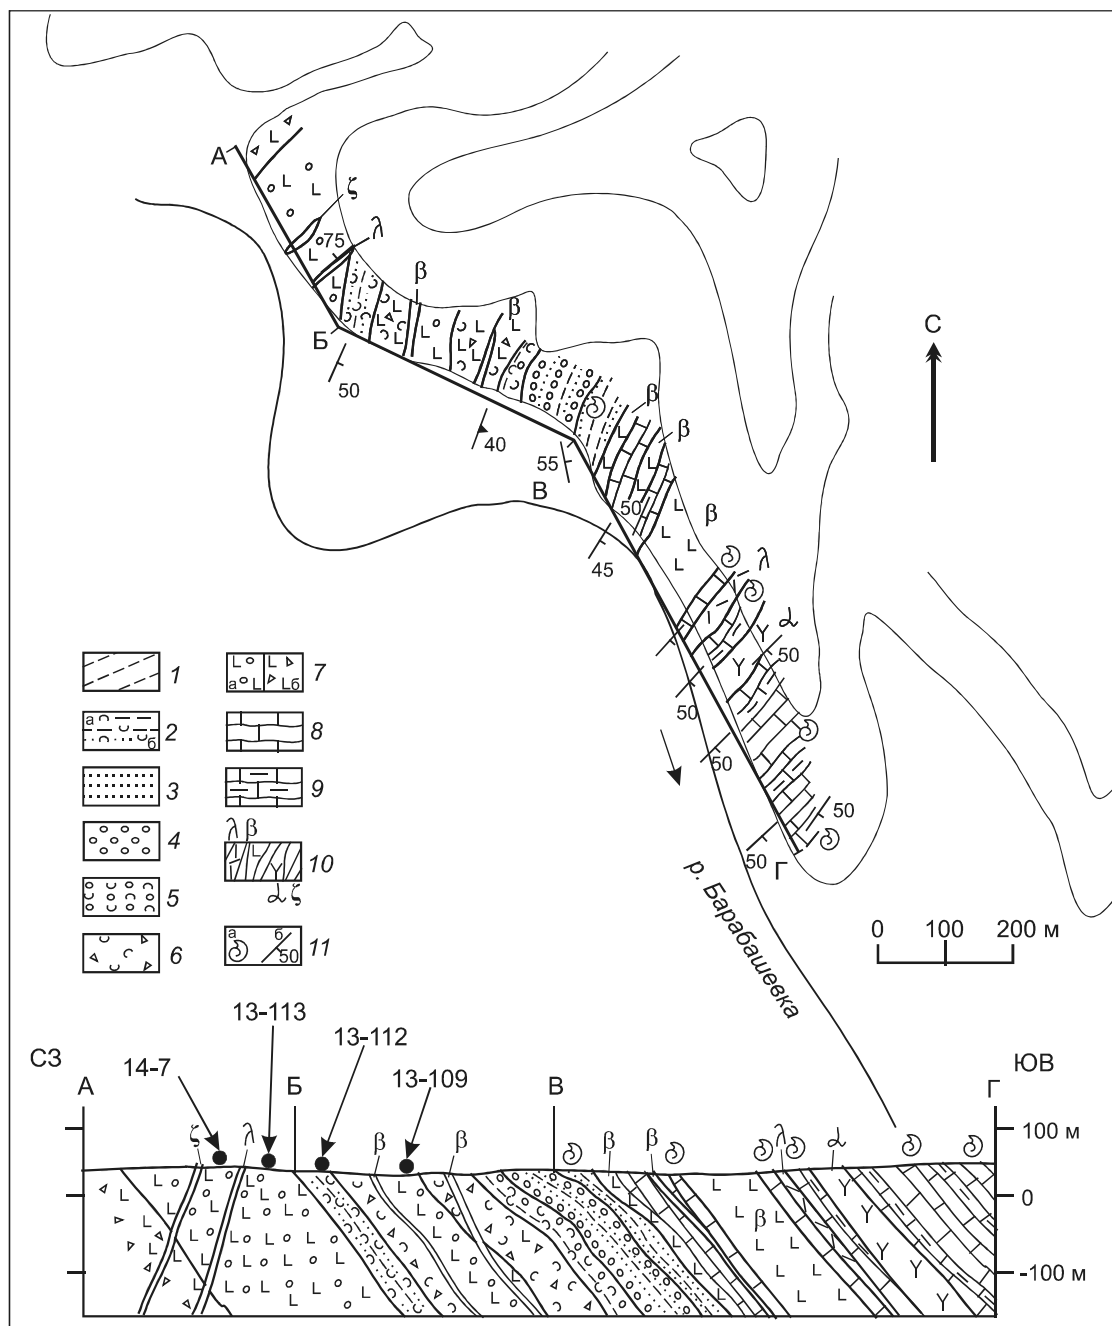 А
ζ
75
λ
β
С
β
Б
50
β
β
40
55
В
50
β
45
λ
α
50
50
50
50
50
Г
р. Барабашевка
0 100 200 м
1
а
б
2
3
4
5
6
а
б
7
8
9
λ β
10
α ζ
а б
50
11
13-113
13-112
СЗ
14-7
13-109
ЮВ
А
Б
В
Г
ζ
λ
β
β
β
β
λ
α
100 м
0
β
-100 м